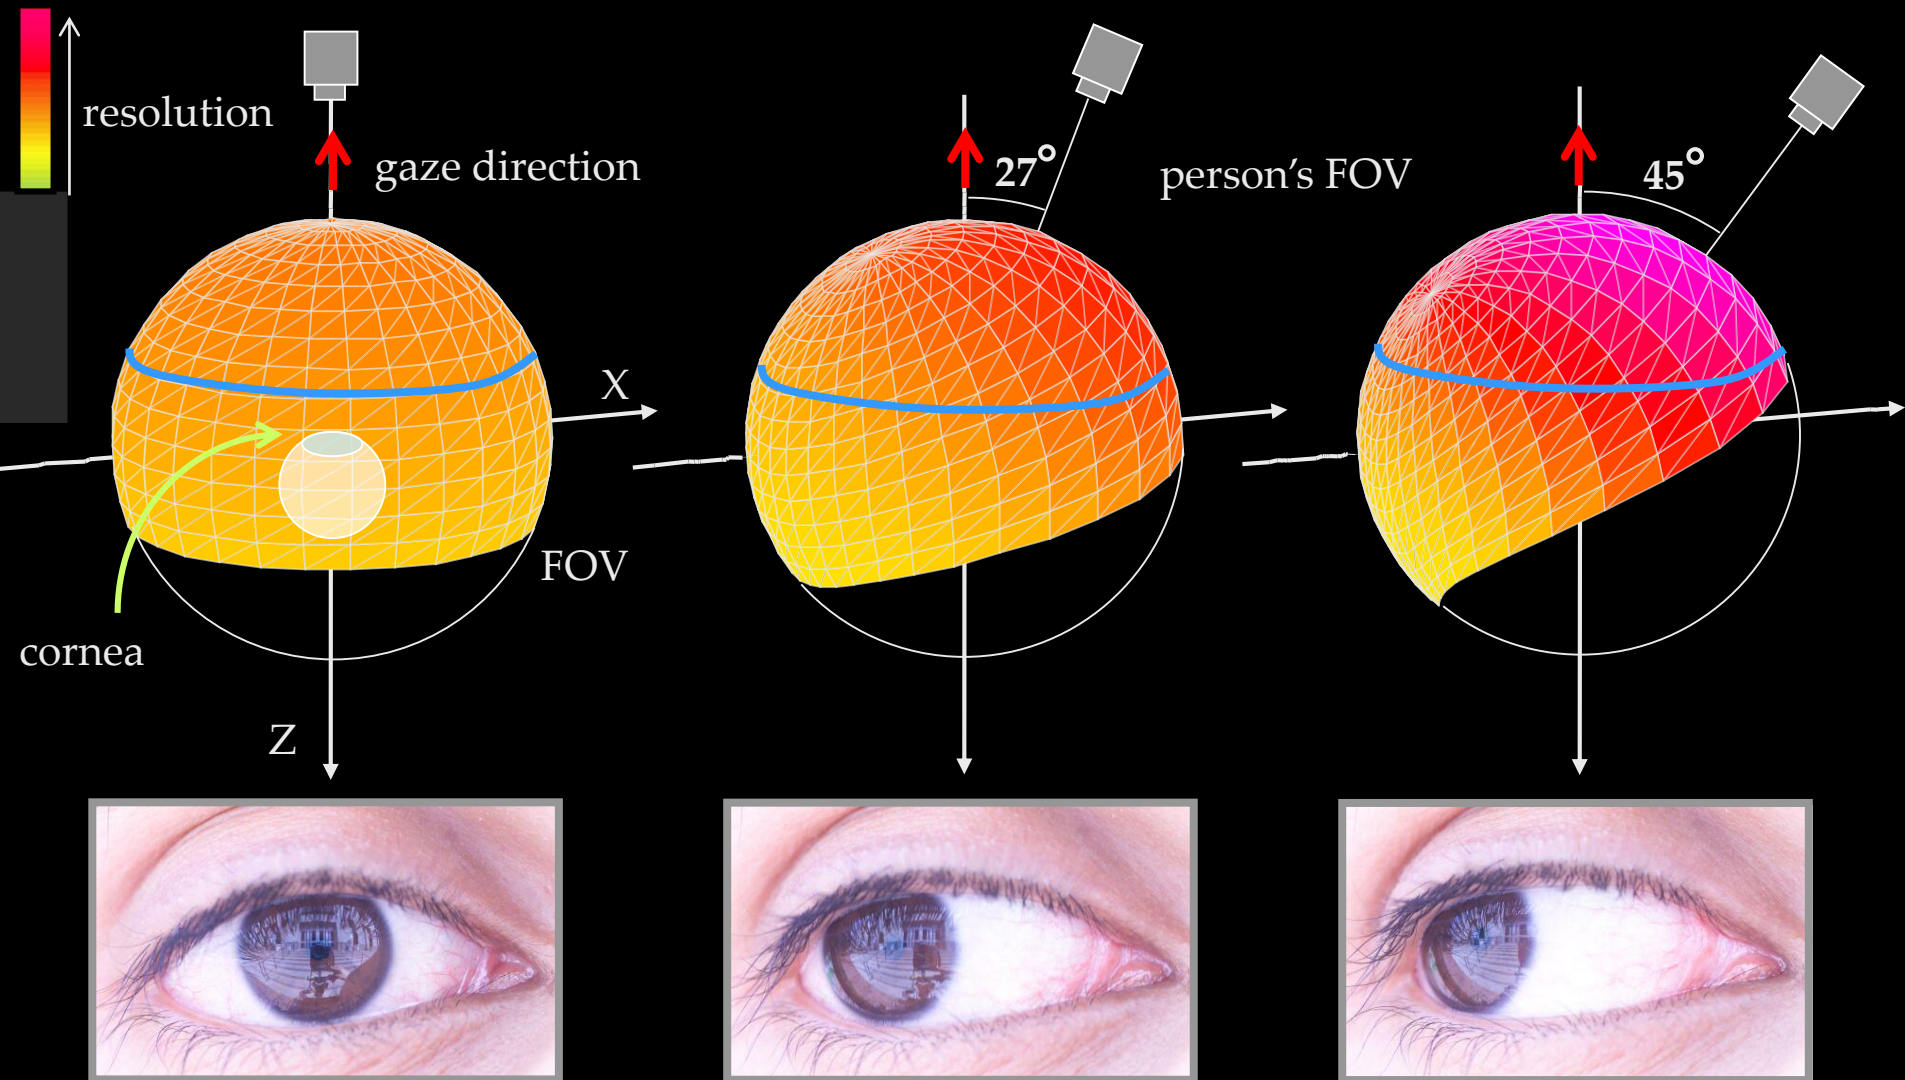 resolution
gaze direction
27°
person's FOV
45°
X
FOV
cornea
Z